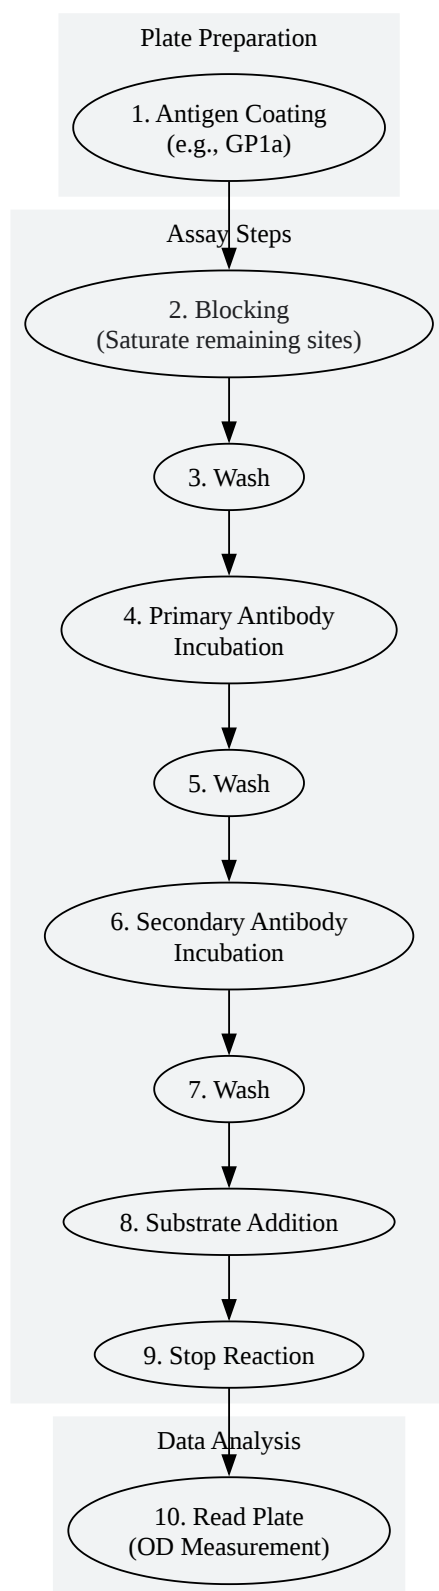 Plate Preparation
1. Antigen Coating
(e.g., GP1a)
Assay Steps
2. Blocking
(Saturate remaining sites)
3. Wash
4. Primary Antibody
Incubation
5. Wash
6. Secondary Antibody
Incubation
7. Wash
8. Substrate Addition
9. Stop Reaction
Data Analysis
10. Read Plate
(OD Measurement)